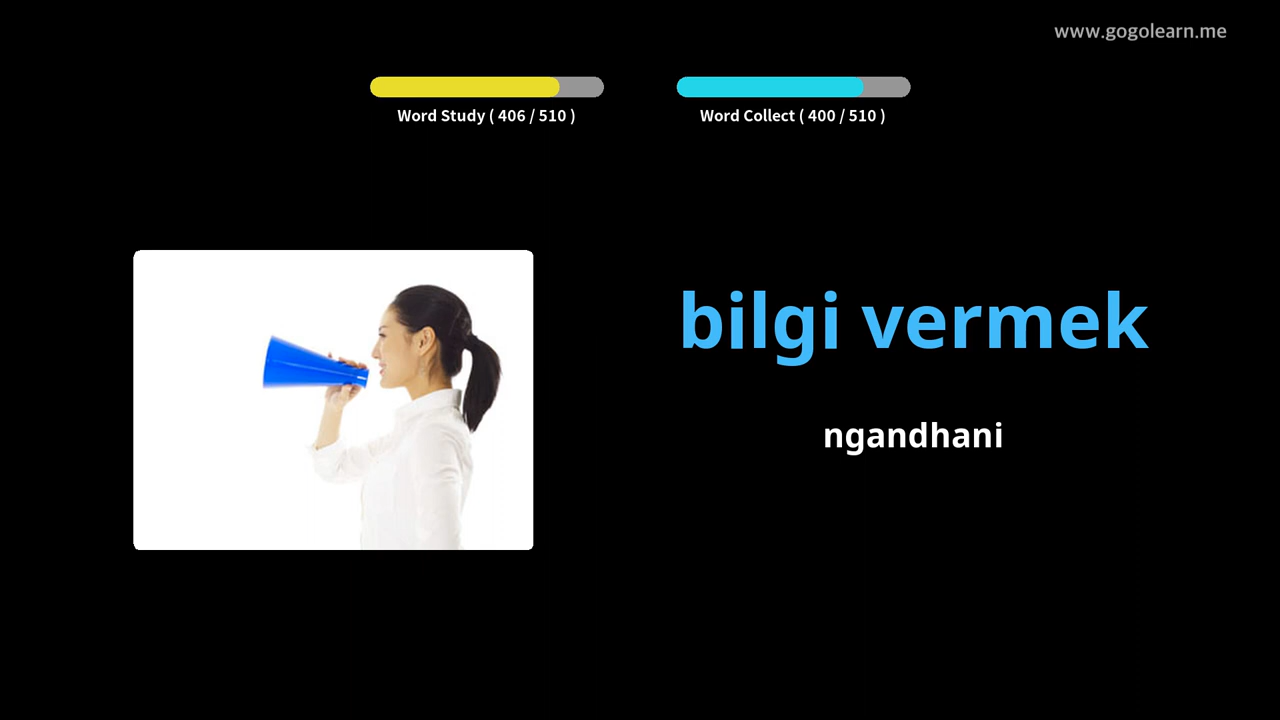 www.gogolearn.me
Word Study ( 406 / 510 )
Word Collect ( 400 / 510 )
bilgi vermek
ngandhani